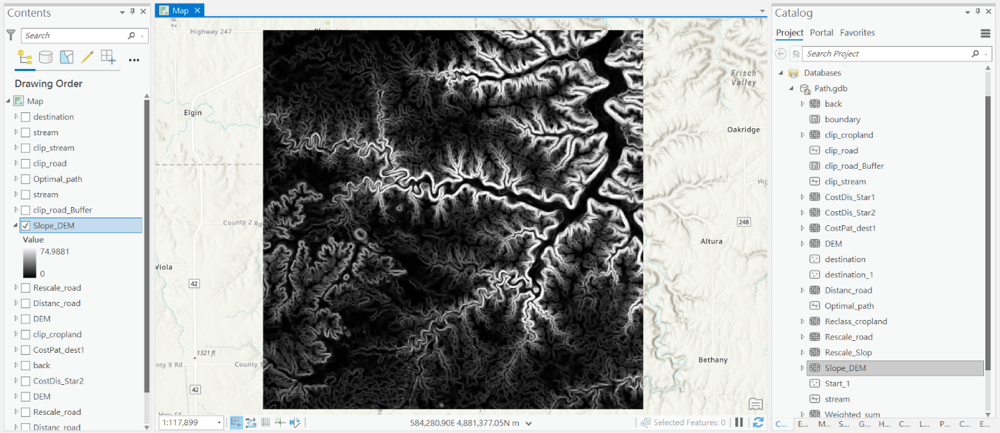 Contents
Search
Drawing Order
Map
destination
stream
clip_stream
clip_road
Optimal_path
stream
clip_road_Buffer
Slope_DEM
Value
74.9881
0
Rescale_road
Distanc_road
DEM
clip_cropland
CostPat_dest1
back
CostDis_Star2
DEM
Rescale_road
Distanc_road
Map
Highway 247
Plainview
Elgin
County 2 Rd
Viola
42
1321 ft
nty 9 Rd
County 9
42
Frisch
Valley
Oakridge
Hig
248
Altura
Bethany
1:117,899
584,280.90E 4,881,377.05N m
Selected Features: 0
Catalog
Project Portal Favorites
Search Project
Databases
Path.gdb
back
boundary
clip_cropland
clip_road
clip_road_Buffer
clip_stream
CostDis_Star1
CostDis_Star2
CostPat_dest1
DEM
destination
destination_1
Distanc_road
Optimal_path
Reclass_cropland
Rescale_road
Rescale_Slop
Slope_DEM
Start_1
stream
Weighted_sum
C... E... M... S... G... H... C... L... P... C... E...